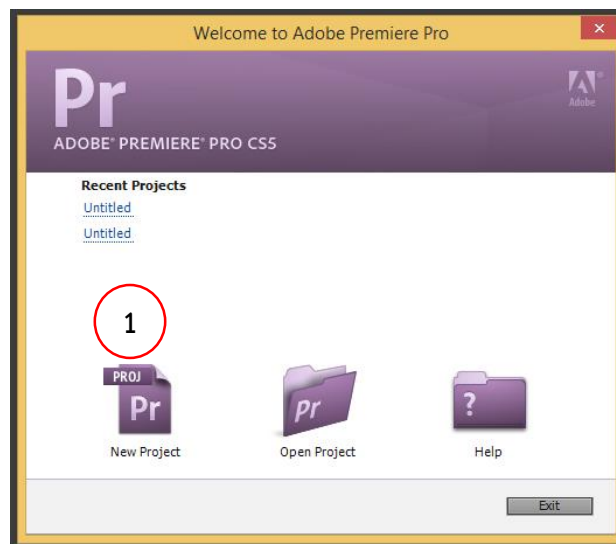 Welcome to Adobe Premiere Pro
Pr
Adobe
ADOBE® PREMIERE® PRO CS5
Recent Projects
Untitled
Untitled
1
PROJ
Pr
Pr
?
New Project
Open Project
Help
Exit